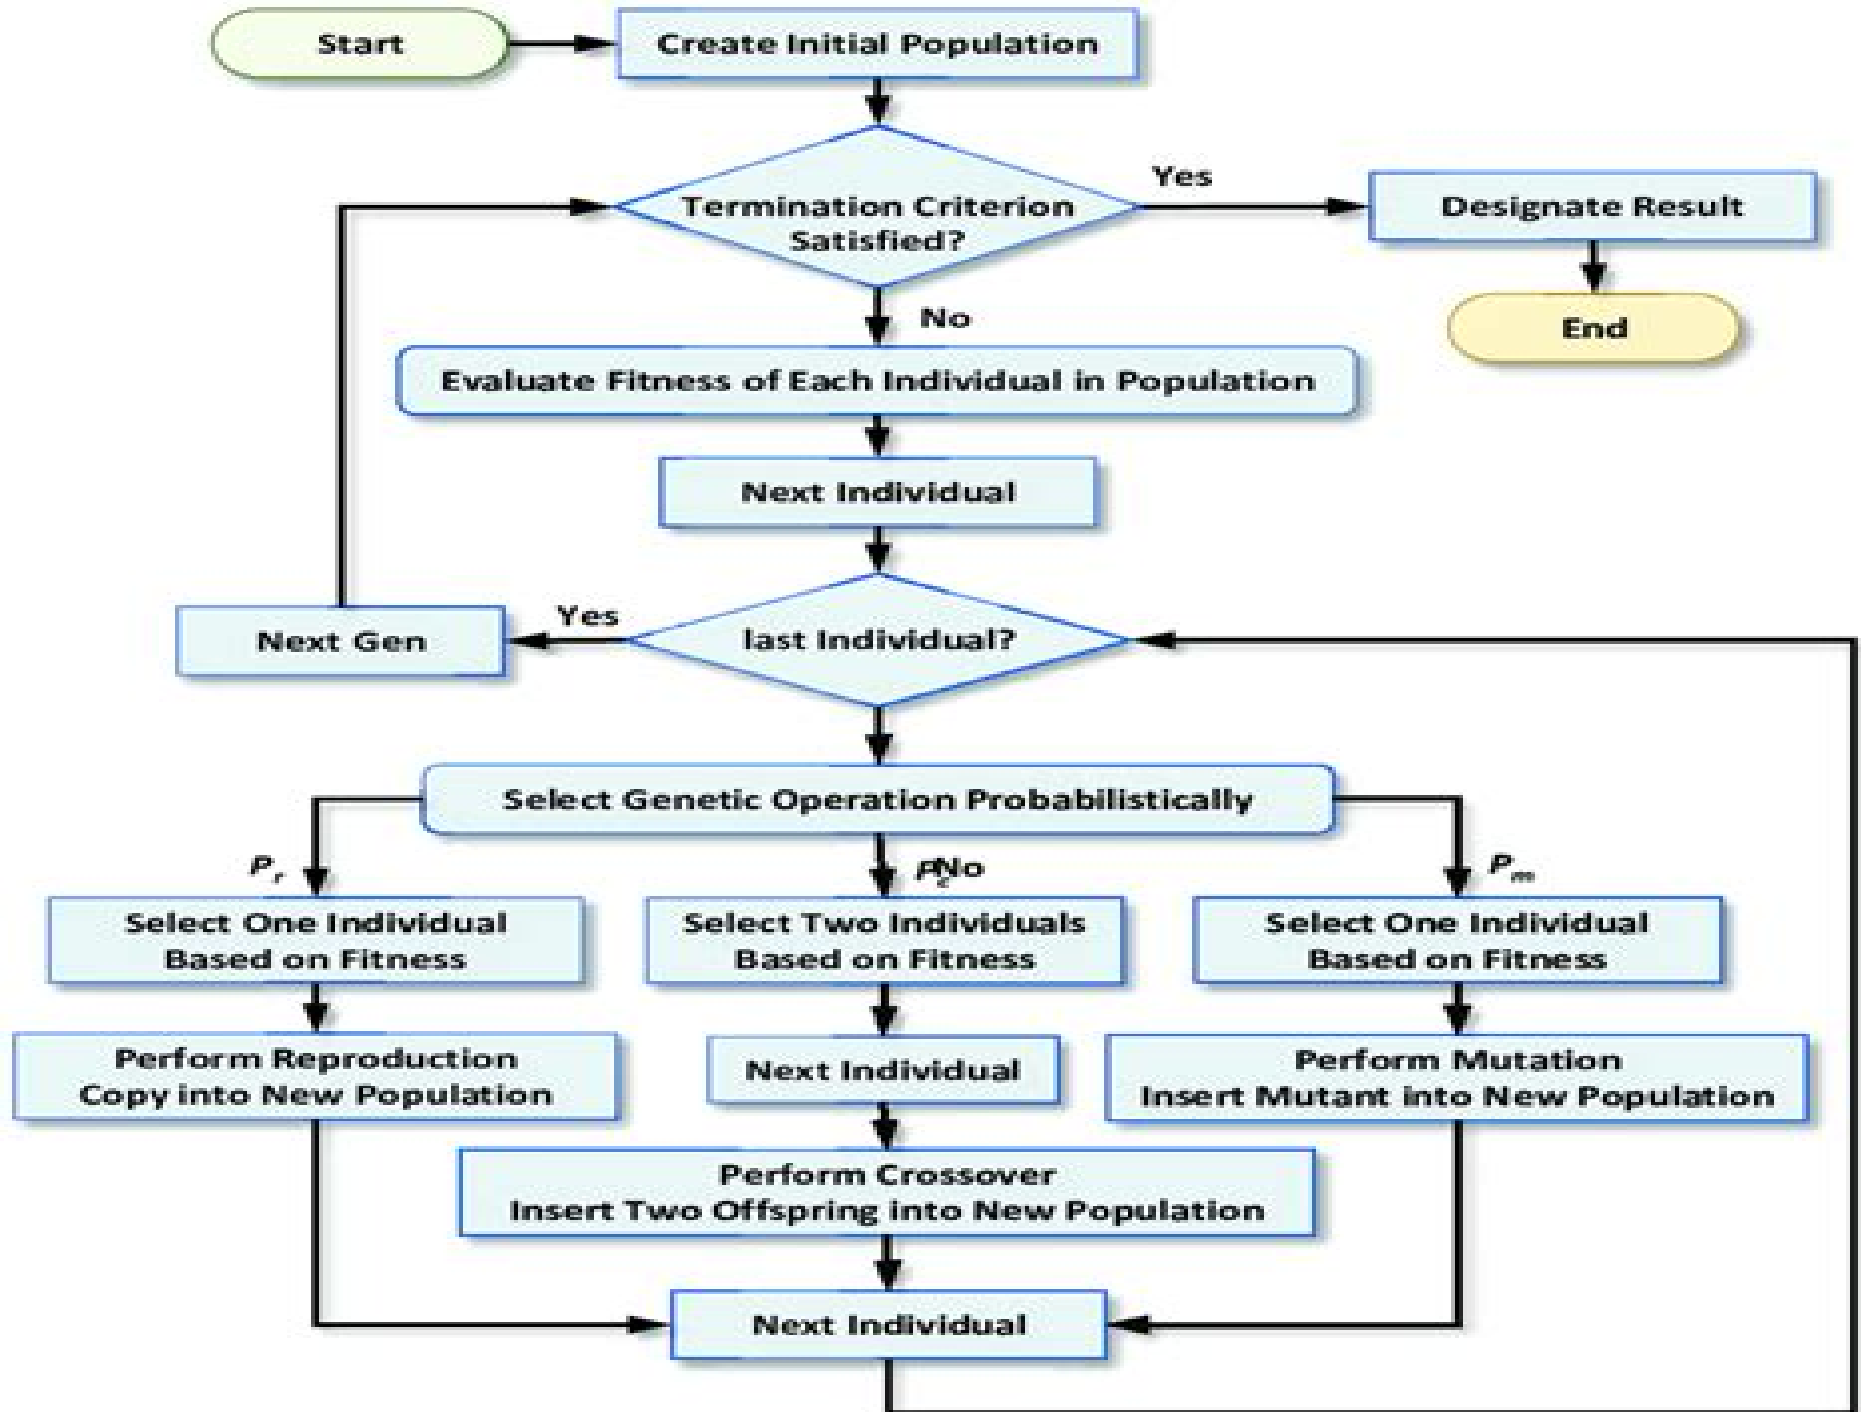 Start
Create Initial Population
Yes
Termination Criterion
Satisfied?
Designate Result
No
End
Evaluate Fitness of Each Individual in Population
Next Individual
Yes
Next Gen
last Individual?
Select Genetic Operation Probabilistically
Pr
No
Pm
Select One Individual
Based on Fitness
Select Two Individuals
Based on Fitness
Select One Individual
Based on Fitness
Perform Reproduction
Copy into New Population
Next Individual
Perform Mutation
Insert Mutant into New Population
Perform Crossover
Insert Two Offspring into New Population
Next Individual